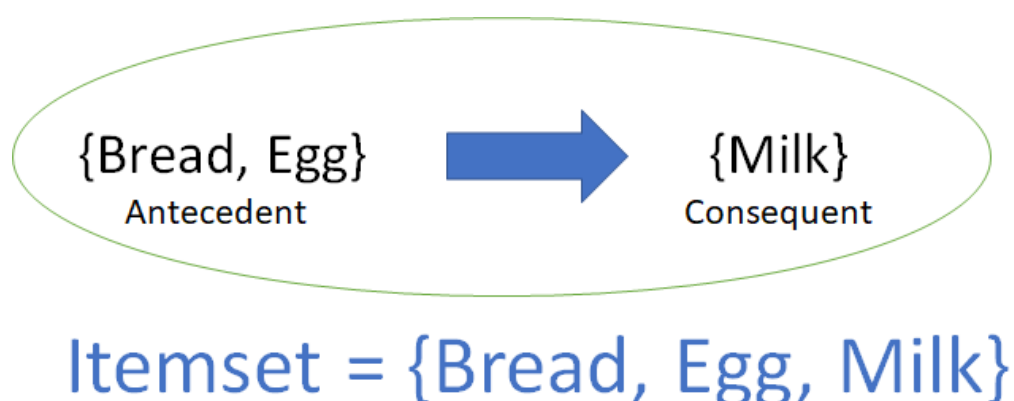 {Bread, Egg} {Milk}
Antecedent Consequent
Itemset = {Bread, Egg, Milk}